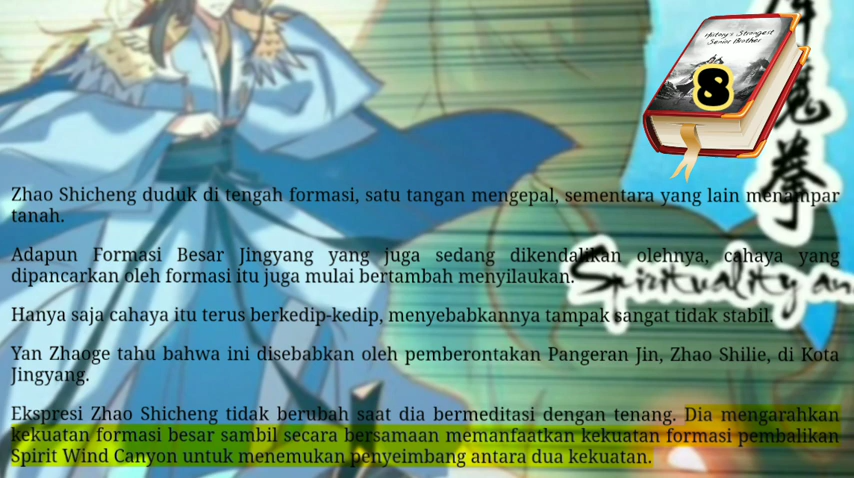 History's Strongest
Senior Brother
8
魔
拳
Zhao Shicheng duduk di tengah formasi, satu tangan mengepal, sementara yang lain menampar
tanah.
Adapun Formasi Besar Jingyang yang juga sedang dikendalikan olehnya, cahaya yang
dipancarkan oleh formasi itu juga mulai bertambah menyilaukan.
Spirituality an
Hanya saja cahaya itu terus berkedip-kedip, menyebabkannya tampak sangat tidak stabil.
Yan Zhaoge tahu bahwa ini disebabkan oleh pemberontakan Pangeran Jin, Zhao Shilie, di Kota
Jingyang.
Ekspresi Zhao Shicheng tidak berubah saat dia bermeditasi dengan tenang. Dia mengarahkan
kekuatan formasi besar sambil secara bersamaan memanfaatkan kekuatan formasi pembalikan
Spirit Wind Canyon untuk menemukan penyeimbang antara dua kekuatan.